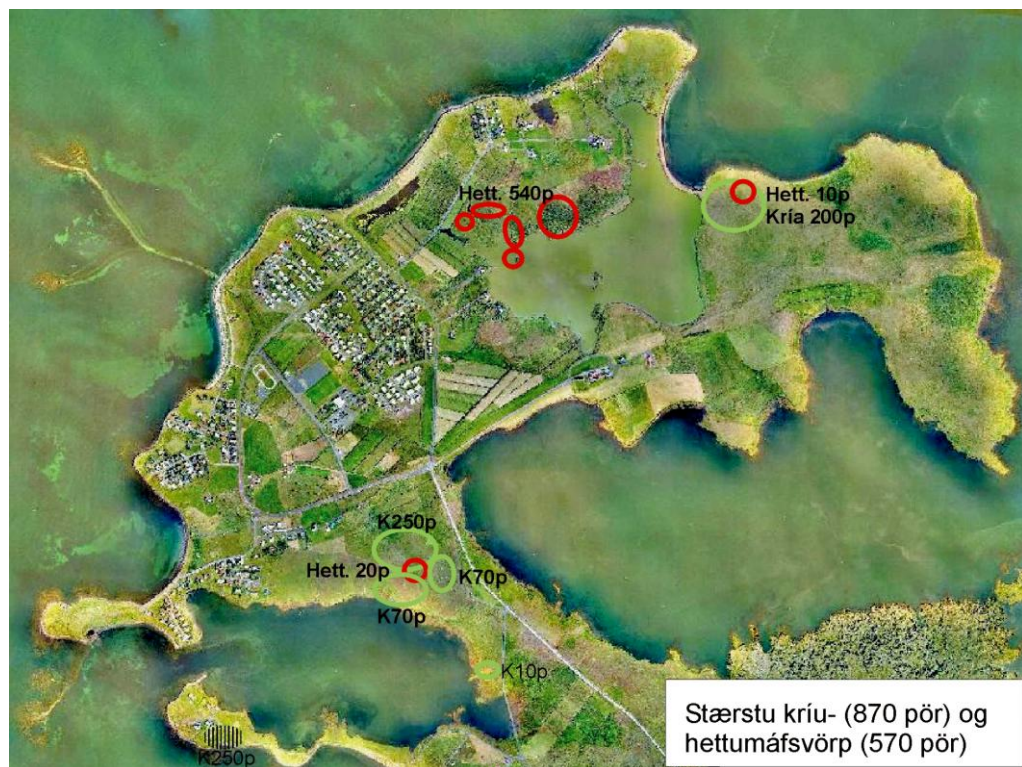 Hett. 540p
Hett. 10p
Kría 200p
K250p
Hett. 20p
K70p
K70p
K10p
K250p
Stærstu kríu- (870 pör) og
hettumáfsvörp (570 pör)